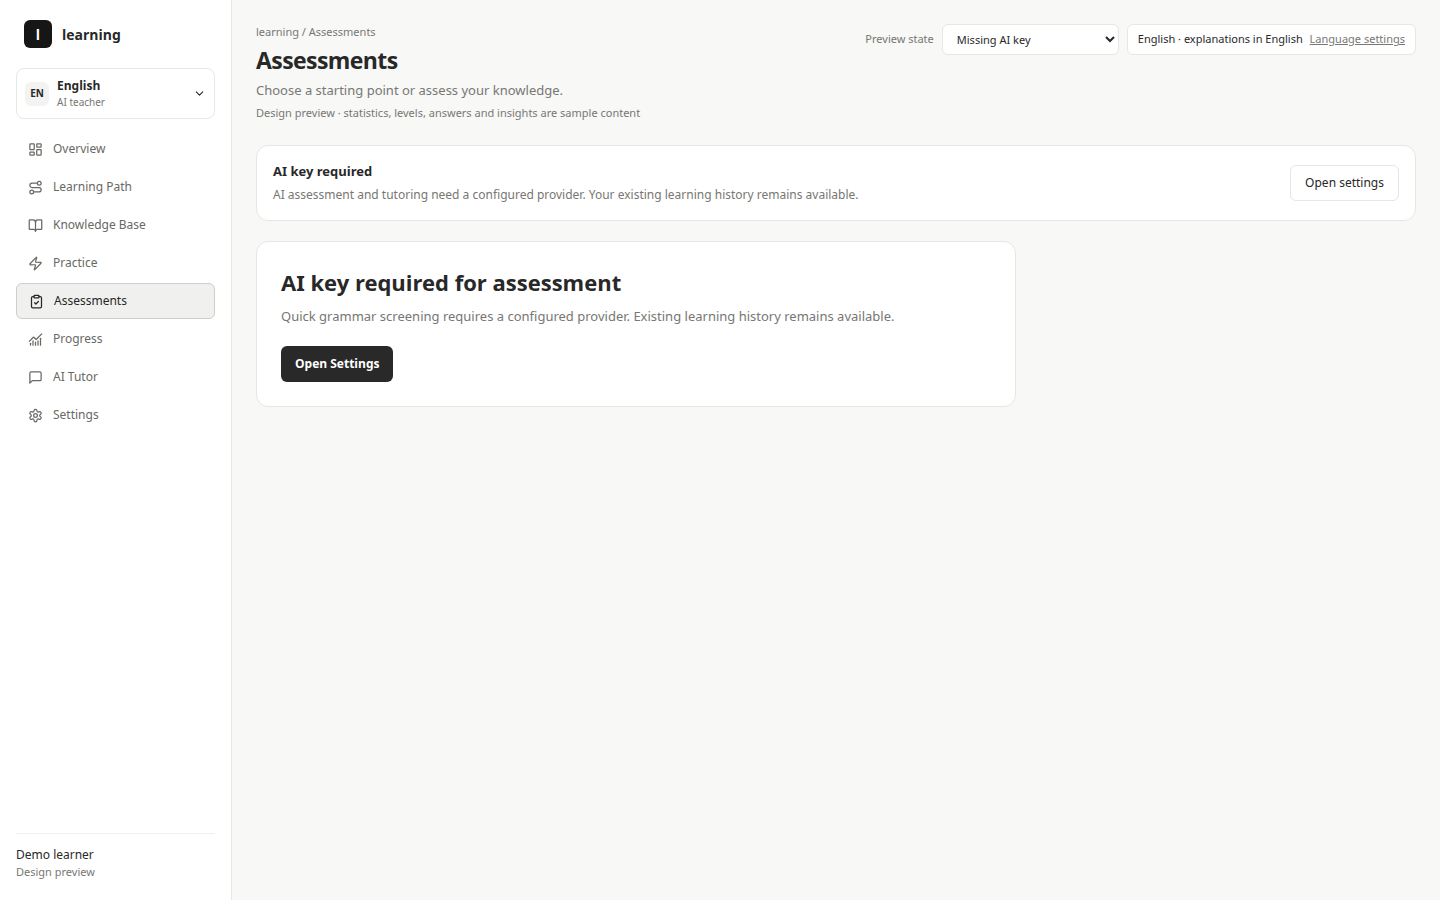 l learning
EN English
AI teacher
Overview
Learning Path
Knowledge Base
Practice
Assessments
Progress
AI Tutor
Settings
Demo learner
Design preview
learning / Assessments
Assessments
Choose a starting point or assess your knowledge.
Design preview · statistics, levels, answers and insights are sample content
Preview state Missing AI key English · explanations in English Language settings
AI key required
AI assessment and tutoring need a configured provider. Your existing learning history remains available.
Open settings
AI key required for assessment
Quick grammar screening requires a configured provider. Existing learning history remains available.
Open Settings